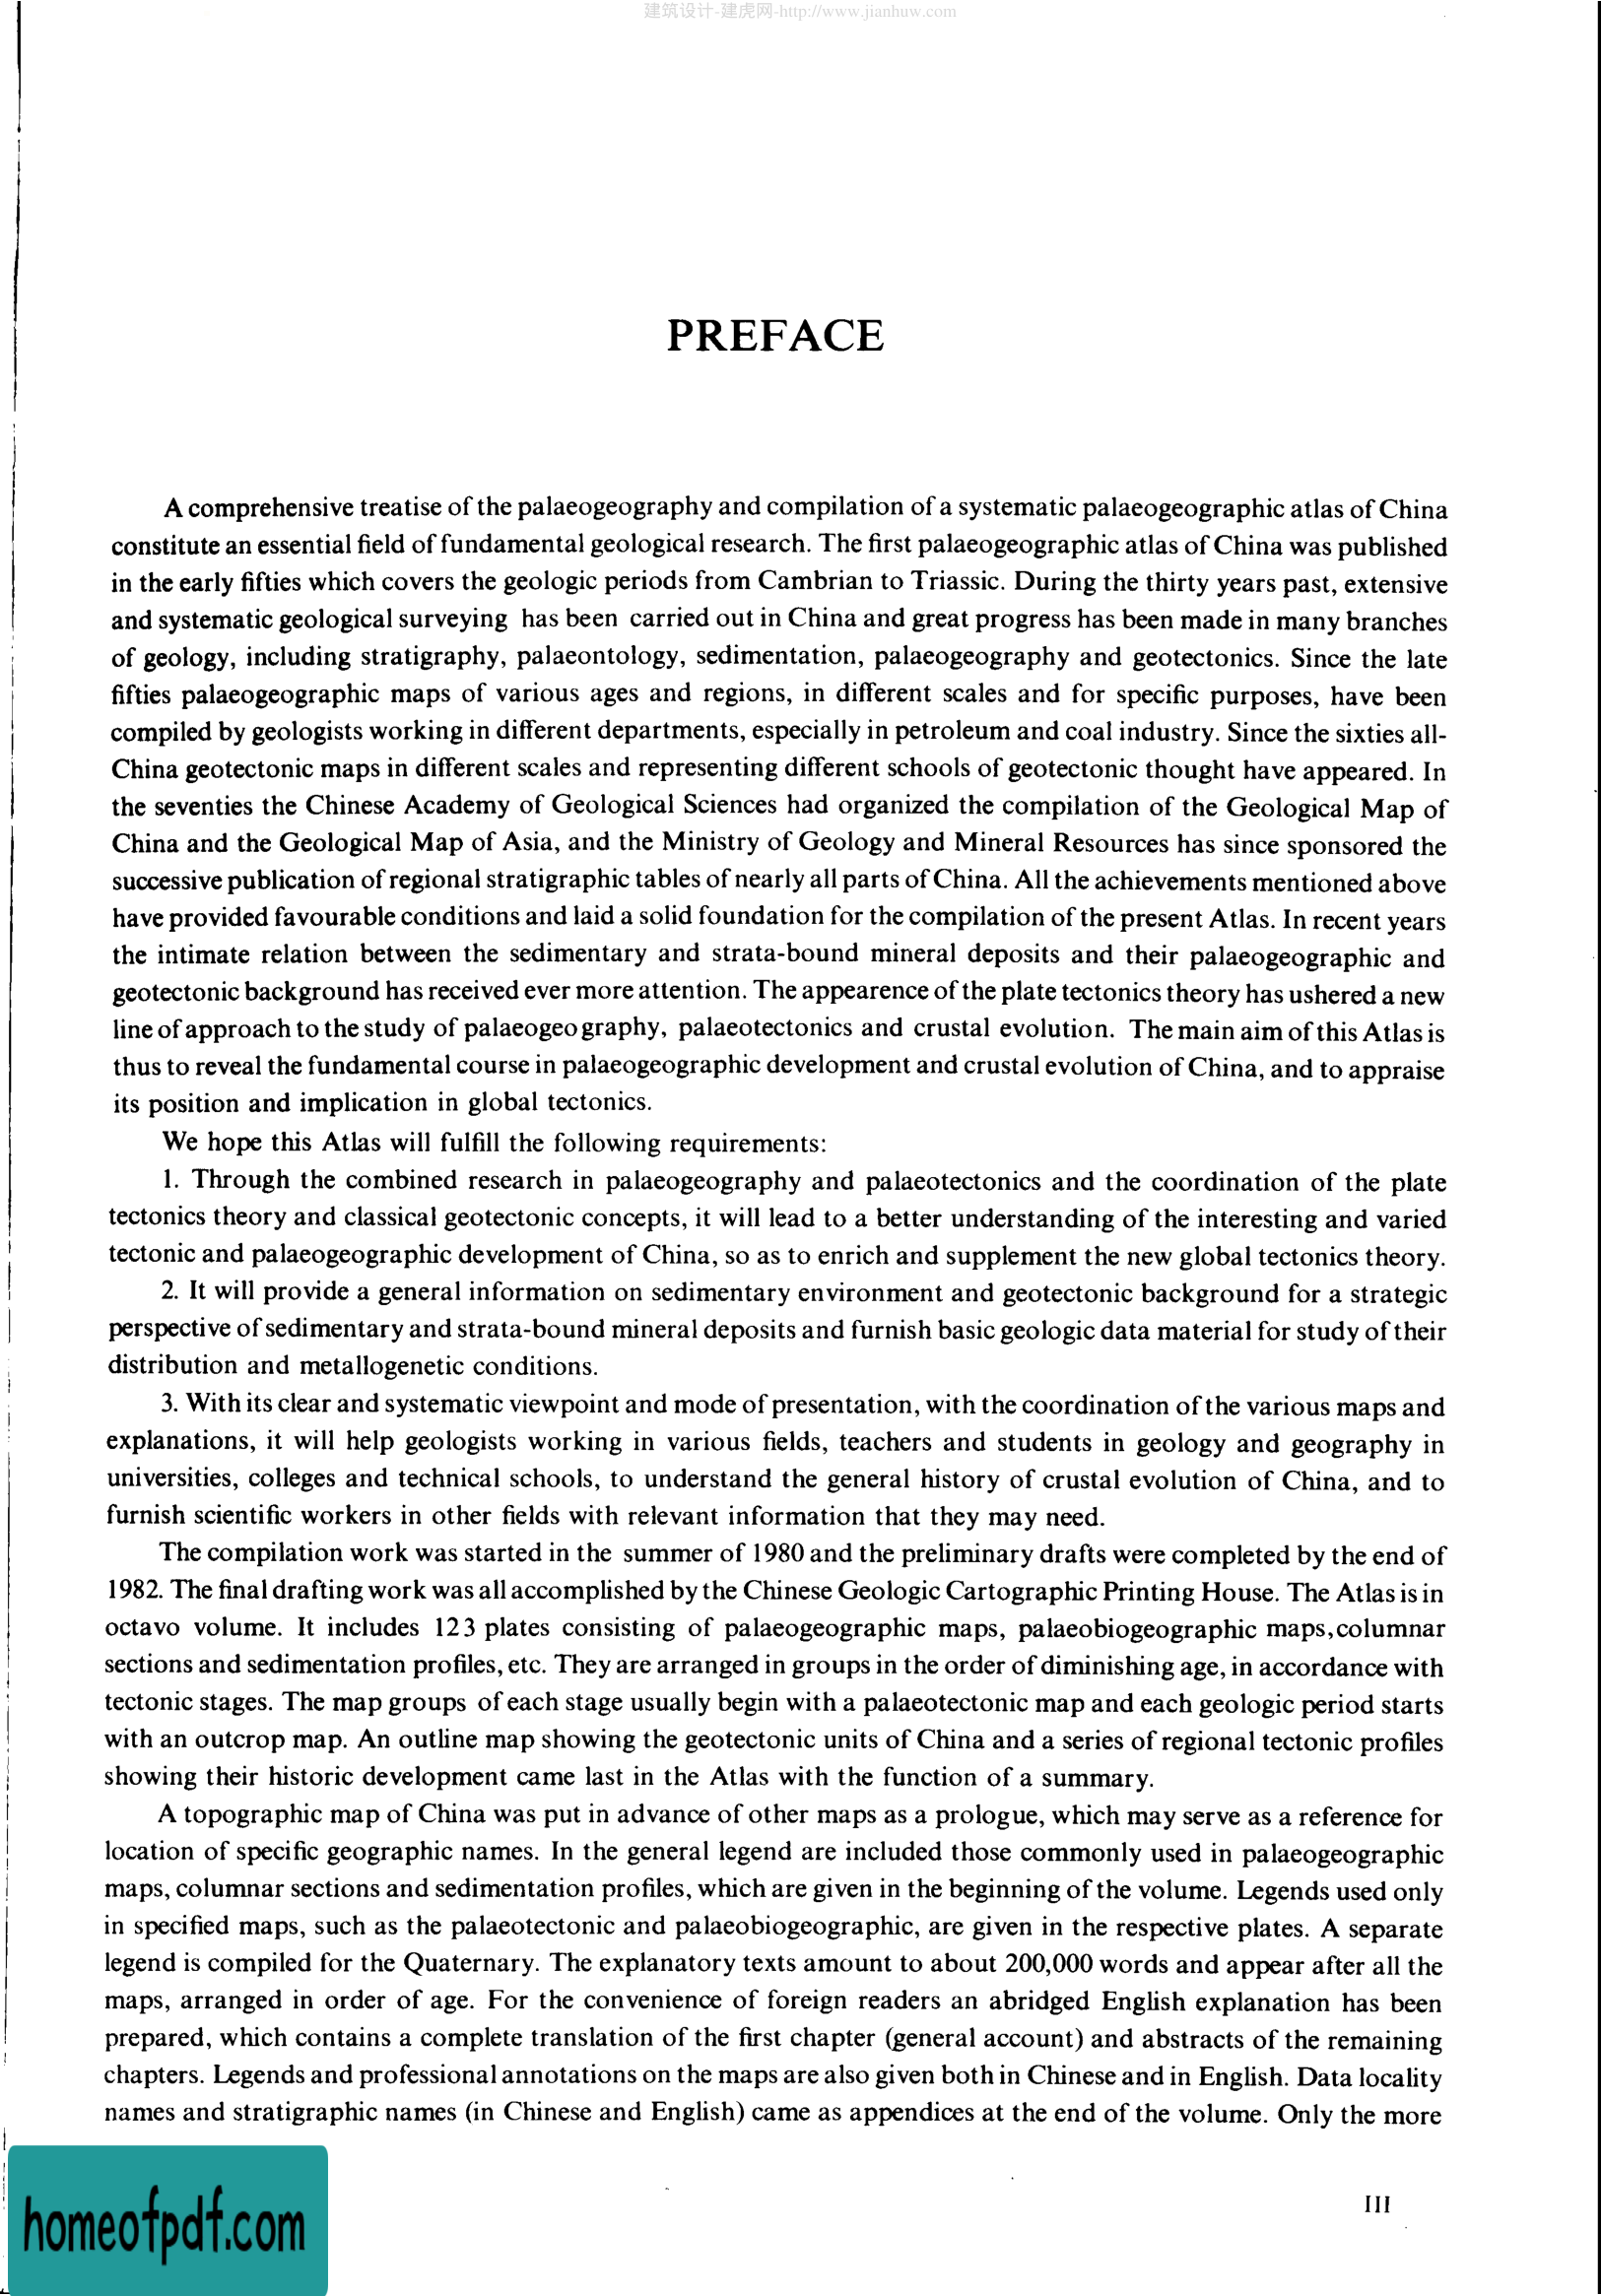 建筑设计-建虎网-http://www.jianhuw.com
PREFACE
A comprehensive treatise of the palaeogeography and compilation of a systematic palaeogeographic atlas of China
constitute an essential field of fundamental geological research. The first palaeogeographic atlas of China was published
in the early fifties which covers the geologic periods from Cambrian to Triassic. During the thirty years past, extensive
and systematic geological surveying has been carried out in China and great progress has been made in many branches
of geology, including stratigraphy, palaeontology, sedimentation, palaeogeography and geotectonics. Since the late
fifties palaeogeographic maps of various ages and regions, in different scales and for specific purposes, have been
compiled by geologists working in different departments, especially in petroleum and coal industry. Since the sixties all-
China geotectonic maps in different scales and representing different schools of geotectonic thought have appeared. In
the seventies the Chinese Academy of Geological Sciences had organized the compilation of the Geological Map of
China and the Geological Map of Asia, and the Ministry of Geology and Mineral Resources has since sponsored the
successive publication of regional stratigraphic tables of nearly all parts of China. All the achievements mentioned above
have provided favourable conditions and laid a solid foundation for the compilation of the present Atlas. In recent years
the intimate relation between the sedimentary and strata-bound mineral deposits and their palaeogeographic and
geotectonic background has received ever more attention. The appearence of the plate tectonics theory has ushered a new
line of approach to the study of palaeogeography, palaeotectonics and crustal evolution. The main aim of this Atlas is
thus to reveal the fundamental course in palaeogeographic development and crustal evolution of China, and to appraise
its position and implication in global tectonics.
We hope this Atlas will fulfill the following requirements:
1. Through the combined research in palaeogeography and palaeotectonics and the coordination of the plate
tectonics theory and classical geotectonic concepts, it will lead to a better understanding of the interesting and varied
tectonic and palaeogeographic development of China, so as to enrich and supplement the new global tectonics theory.
2. It will provide a general information on sedimentary environment and geotectonic background for a strategic
perspective of sedimentary and strata-bound mineral deposits and furnish basic geologic data material for study of their
distribution and metallogenetic conditions.
3. With its clear and systematic viewpoint and mode of presentation, with the coordination of the various maps and
explanations, it will help geologists working in various fields, teachers and students in geology and geography in
universities, colleges and technical schools, to understand the general history of crustal evolution of China, and to
furnish scientific workers in other fields with relevant information that they may need.
The compilation work was started in the summer of 1980 and the preliminary drafts were completed by the end of
1982. The final drafting work was all accomplished by the Chinese Geologic Cartographic Printing House. The Atlas is in
octavo volume. It includes 123 plates consisting of palaeogeographic maps, palaeobiogeographic maps, columnar
sections and sedimentation profiles, etc. They are arranged in groups in the order of diminishing age, in accordance with
tectonic stages. The map groups of each stage usually begin with a palaeotectonic map and each geologic period starts
with an outcrop map. An outline map showing the geotectonic units of China and a series of regional tectonic profiles
showing their historic development came last in the Atlas with the function of a summary.
A topographic map of China was put in advance of other maps as a prologue, which may serve as a reference for
location of specific geographic names. In the general legend are included those commonly used in palaeogeographic
maps, columnar sections and sedimentation profiles, which are given in the beginning of the volume. Legends used only
in specified maps, such as the palaeotectonic and palaeobiogeographic, are given in the respective plates. A separate
legend is compiled for the Quaternary. The explanatory texts amount to about 200,000 words and appear after all the
maps, arranged in order of age. For the convenience of foreign readers an abridged English explanation has been
prepared, which contains a complete translation of the first chapter (general account) and abstracts of the remaining
chapters. Legends and professional annotations on the maps are also given both in Chinese and in English. Data locality
names and stratigraphic names (in Chinese and English) came as appendices at the end of the volume. Only the more
III
homeofpdf.com